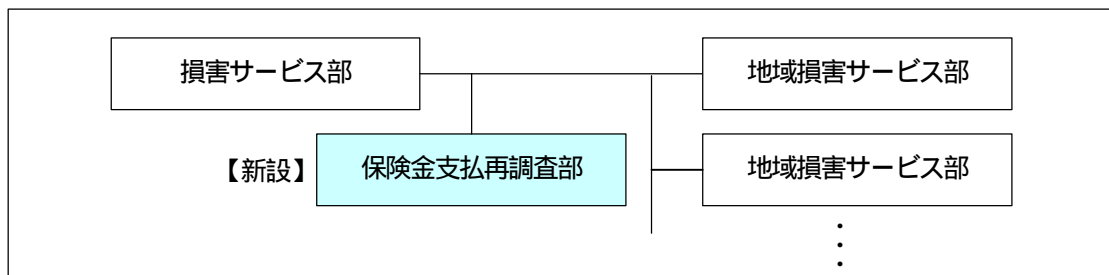 損害サービス部
地域損害サービス部
【新設】
保険金支払再調査部
地域損害サービス部
・
・
・